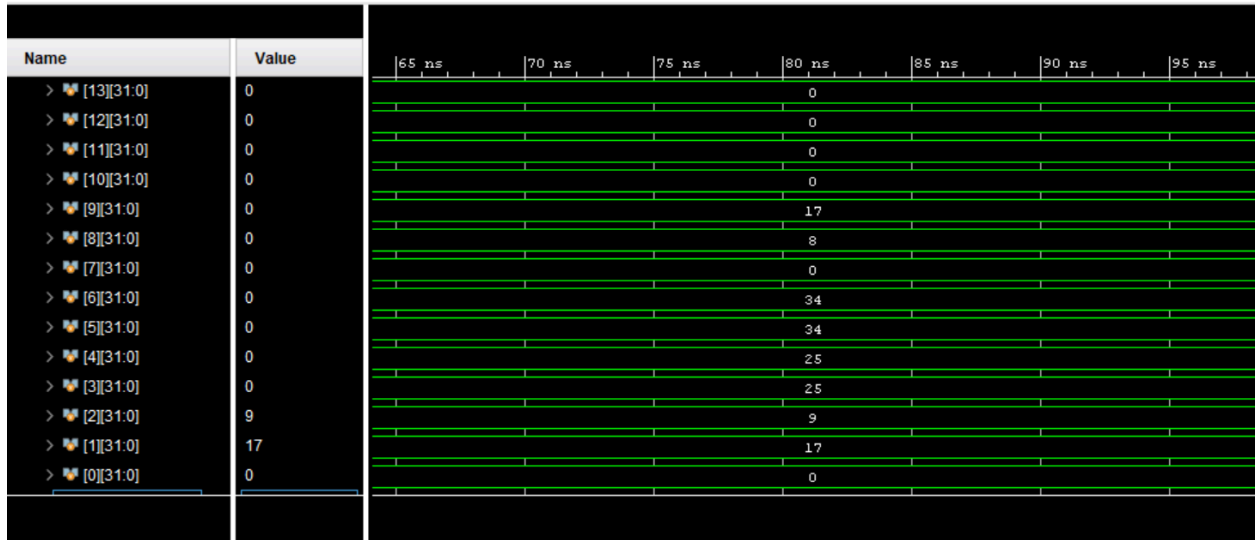 Name Value
65 ns 70 ns 75 ns 80 ns 85 ns 90 ns 95 ns
> [13][31:0] 0 0
> [12][31:0] 0 0
> [11][31:0] 0 0
> [10][31:0] 0 0
> [9][31:0] 0 17
> [8][31:0] 0 8
> [7][31:0] 0 0
> [6][31:0] 0 34
> [5][31:0] 0 34
> [4][31:0] 0 25
> [3][31:0] 0 25
> [2][31:0] 9 9
> [1][31:0] 17 17
> [0][31:0] 0 0